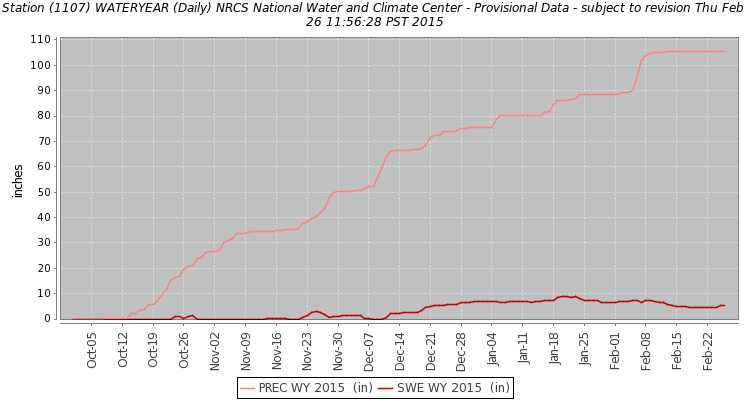 Station (1107) WATERYEAR (Daily) NRCS National Water and Climate Center - Provisional Data - subject to revision Thu Feb
26 11:56:28 PST 2015
110
100
90
80
70
60
50
40
30
20
10
0
inches
Oct-05
Oct-12
Oct-19
Oct-26
Nov-02
Nov-09
Nov-16
Nov-23
Nov-30
Dec-07
Dec-14
Dec-21
Dec-28
Jan-04
Jan-11
Jan-18
Jan-25
Feb-01
Feb-08
Feb-15
Feb-22
PREC WY 2015 (in) SWE WY 2015 (in)